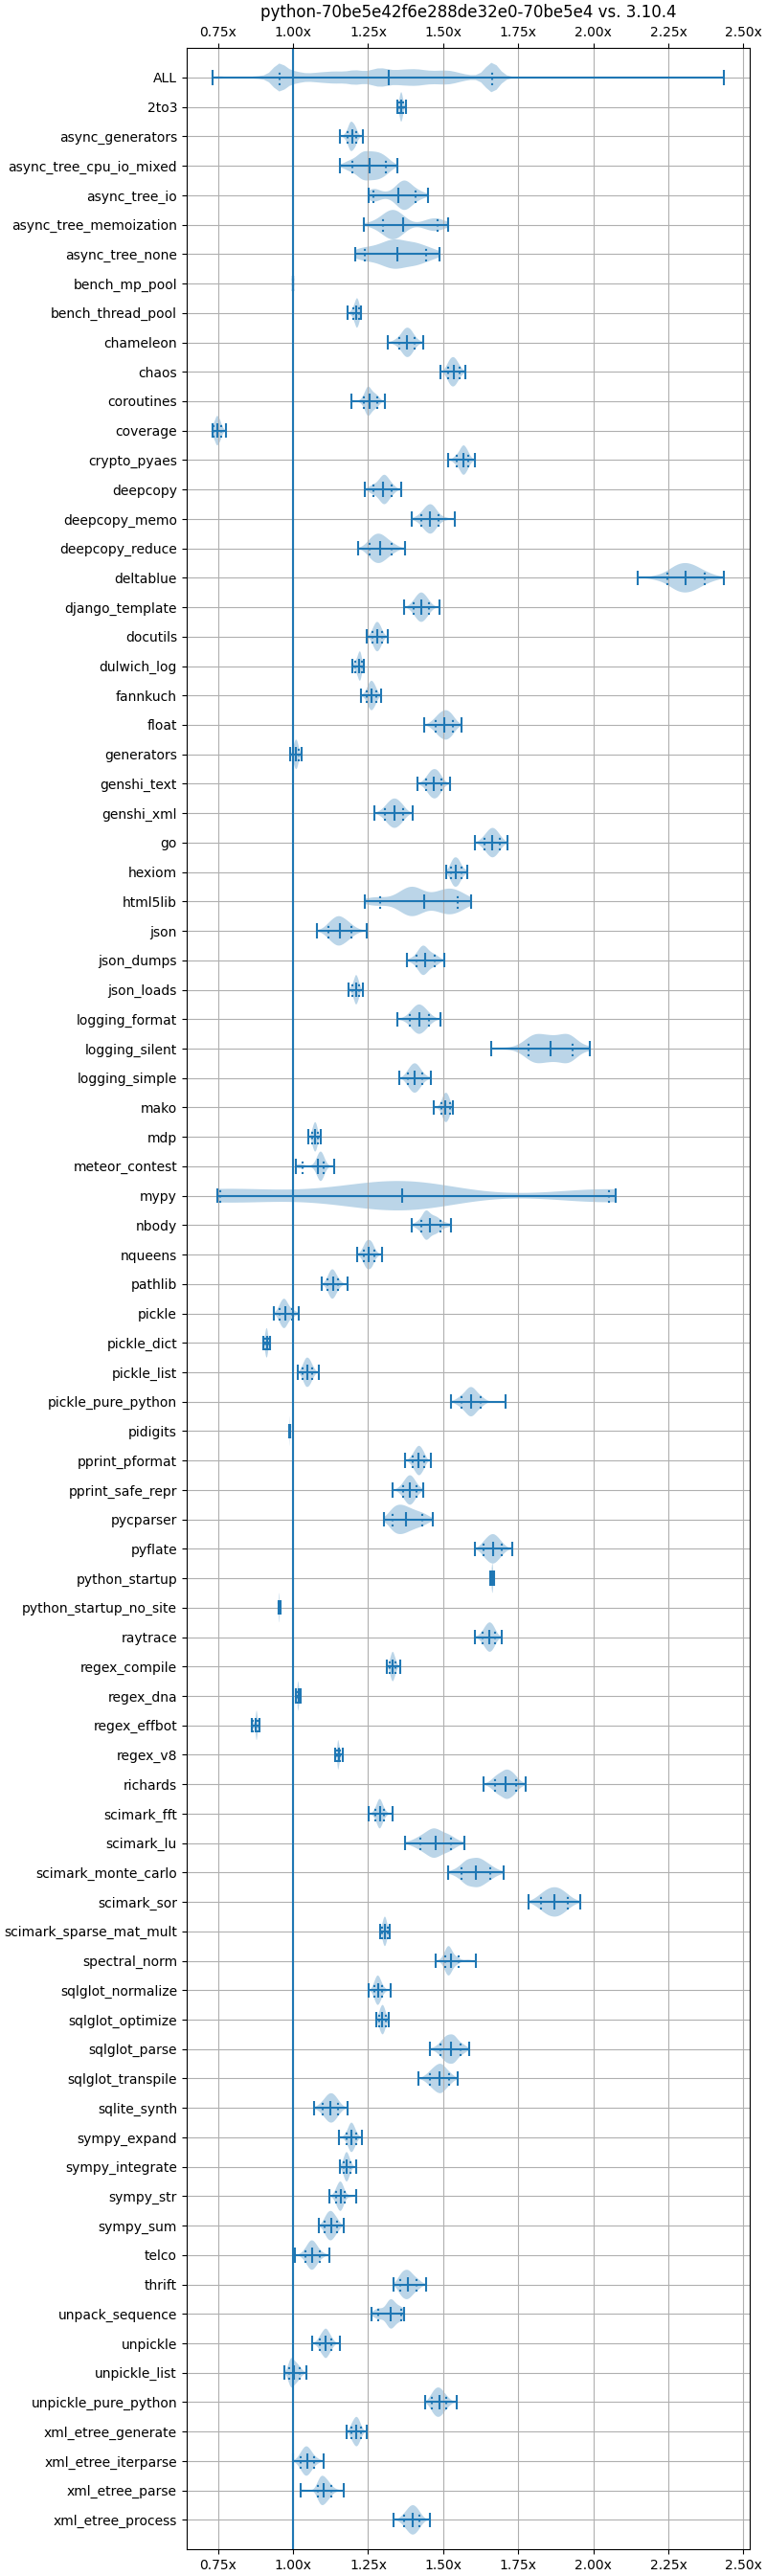 python-70be5e42f6e288de32e0-70be5e4 vs. 3.10.4
0.75x 1.00x 1.25x 1.50x 1.75x 2.00x 2.25x 2.50x
ALL
2to3
async_generators
async_tree_cpu_io_mixed
async_tree_io
async_tree_memoization
async_tree_none
bench_mp_pool
bench_thread_pool
chameleon
chaos
coroutines
coverage
crypto_pyaes
deepcopy
deepcopy_memo
deepcopy_reduce
deltablue
django_template
docutils
dulwich_log
fannkuch
float
generators
genshi_text
genshi_xml
go
hexiom
html5lib
json
json_dumps
json_loads
logging_format
logging_silent
logging_simple
mako
mdp
meteor_contest
mypy
nbody
nqueens
pathlib
pickle
pickle_dict
pickle_list
pickle_pure_python
pidigits
pprint_pformat
pprint_safe_repr
pycparser
pyflate
python_startup
python_startup_no_site
raytrace
regex_compile
regex_dna
regex_effbot
regex_v8
richards
scimark_fft
scimark_lu
scimark_monte_carlo
scimark_sor
scimark_sparse_mat_mult
spectral_norm
sqlglot_normalize
sqlglot_optimize
sqlglot_parse
sqlglot_transpile
sqlite_synth
sympy_expand
sympy_integrate
sympy_str
sympy_sum
telco
thrift
unpack_sequence
unpickle
unpickle_list
unpickle_pure_python
xml_etree_generate
xml_etree_iterparse
xml_etree_parse
xml_etree_process
0.75x 1.00x 1.25x 1.50x 1.75x 2.00x 2.25x 2.50x